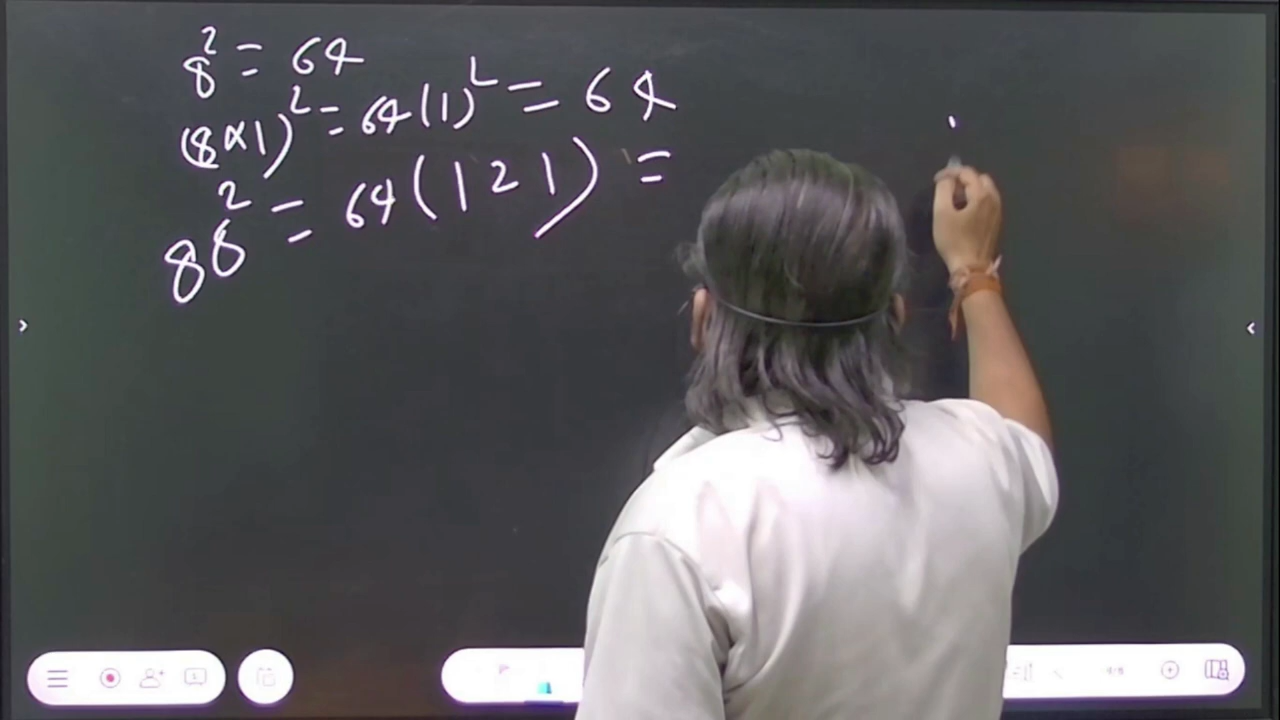 8² = 64
(8×1)² = 64(1)² = 64
88² = 64(121) =